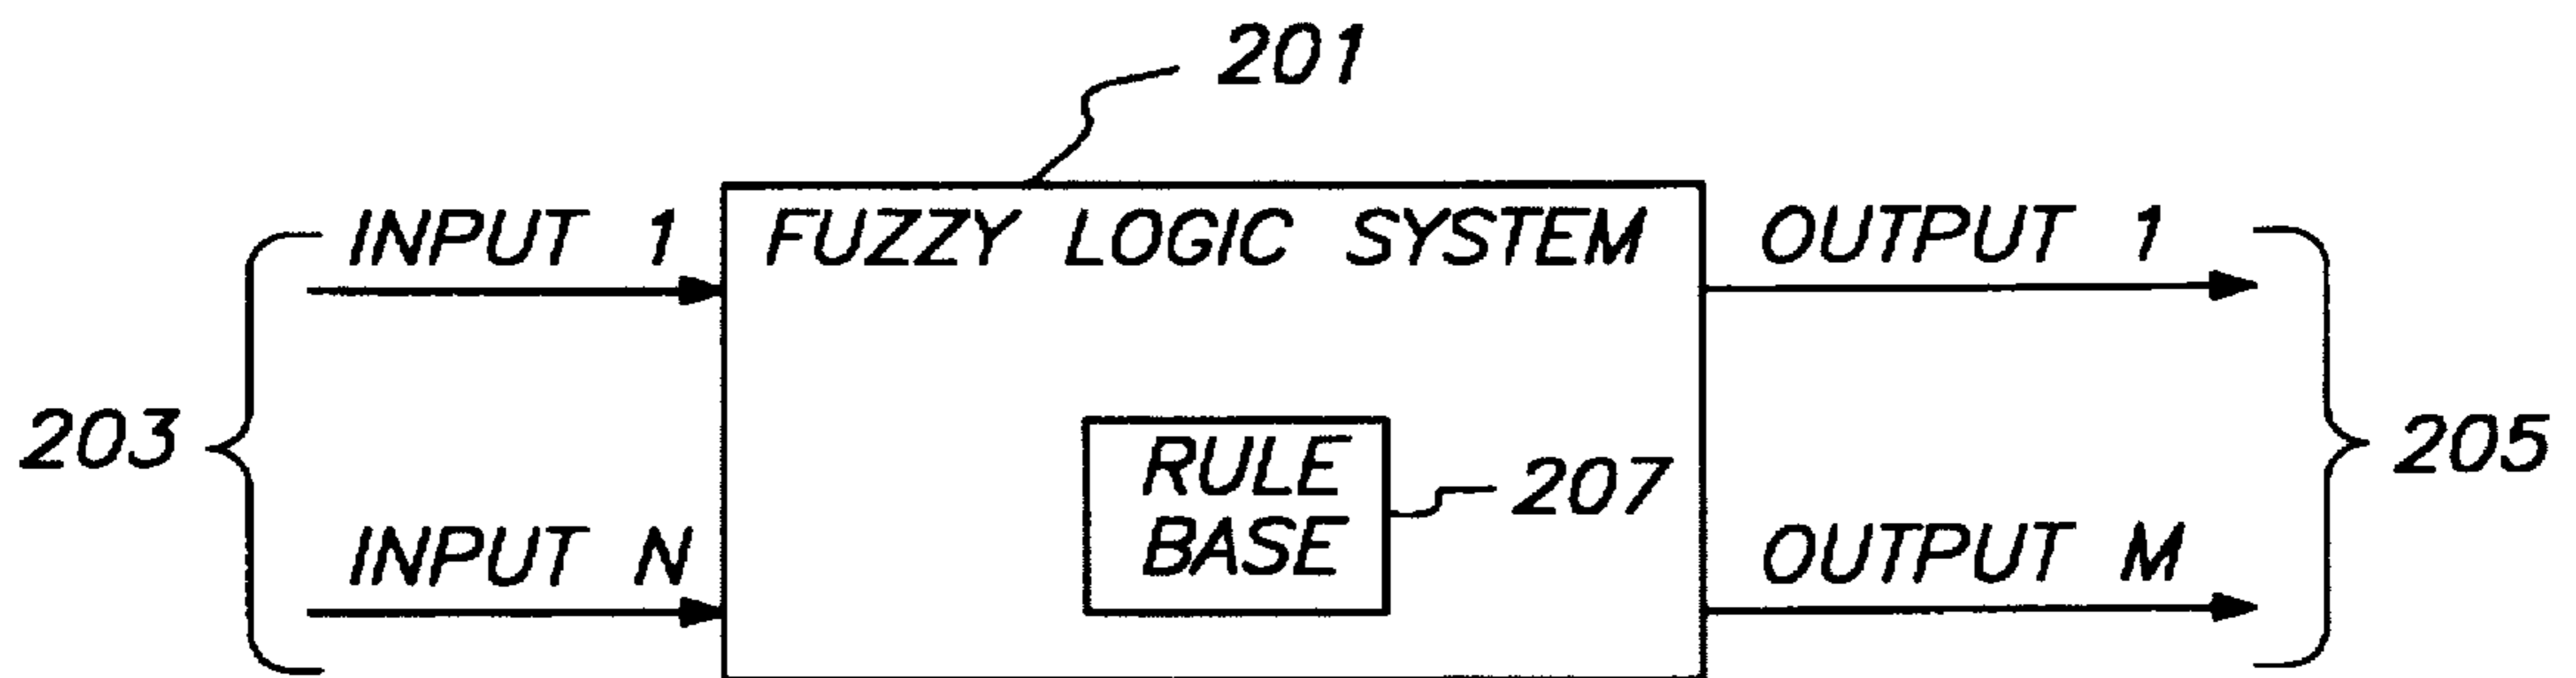 201
INPUT 1
FUZZY LOGIC SYSTEM
OUTPUT 1
203
RULE
BASE
207
205
INPUT N
OUTPUT M